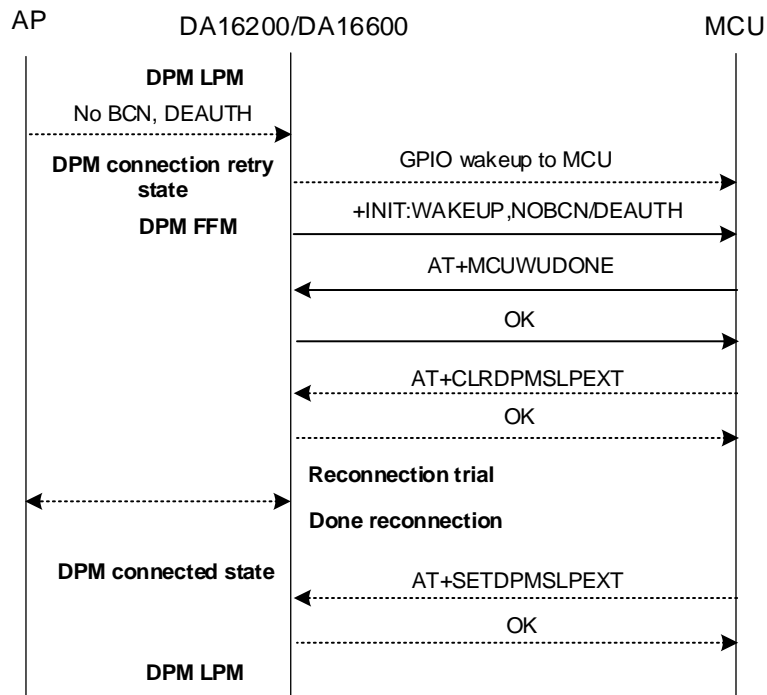 AP
DA16200/DA16600
MCU
DPM LPM
No BCN, DEAUTH
GPIO wakeup to MCU
DPM connection retry
state
+INIT:WAKEUP,NOBCN/DEAUTH
DPM FFM
AT+MCUWUDONE
OK
AT+CLRDPMSLPEXT
OK
Reconnection trial
Done reconnection
DPM connected state
AT+SETDPMSLPEXT
OK
DPM LPM